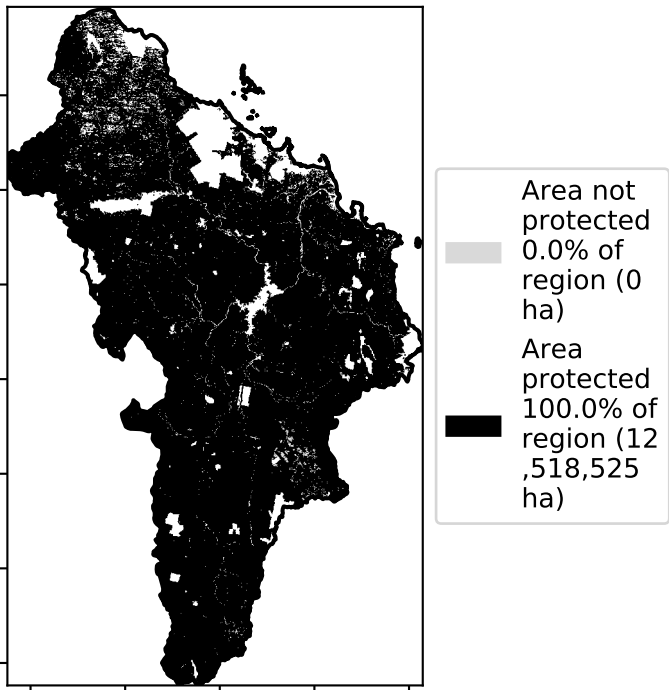 Area not
protected
0.0% of
region (0
ha)
Area
protected
100.0% of
region (12
,518,525
ha)